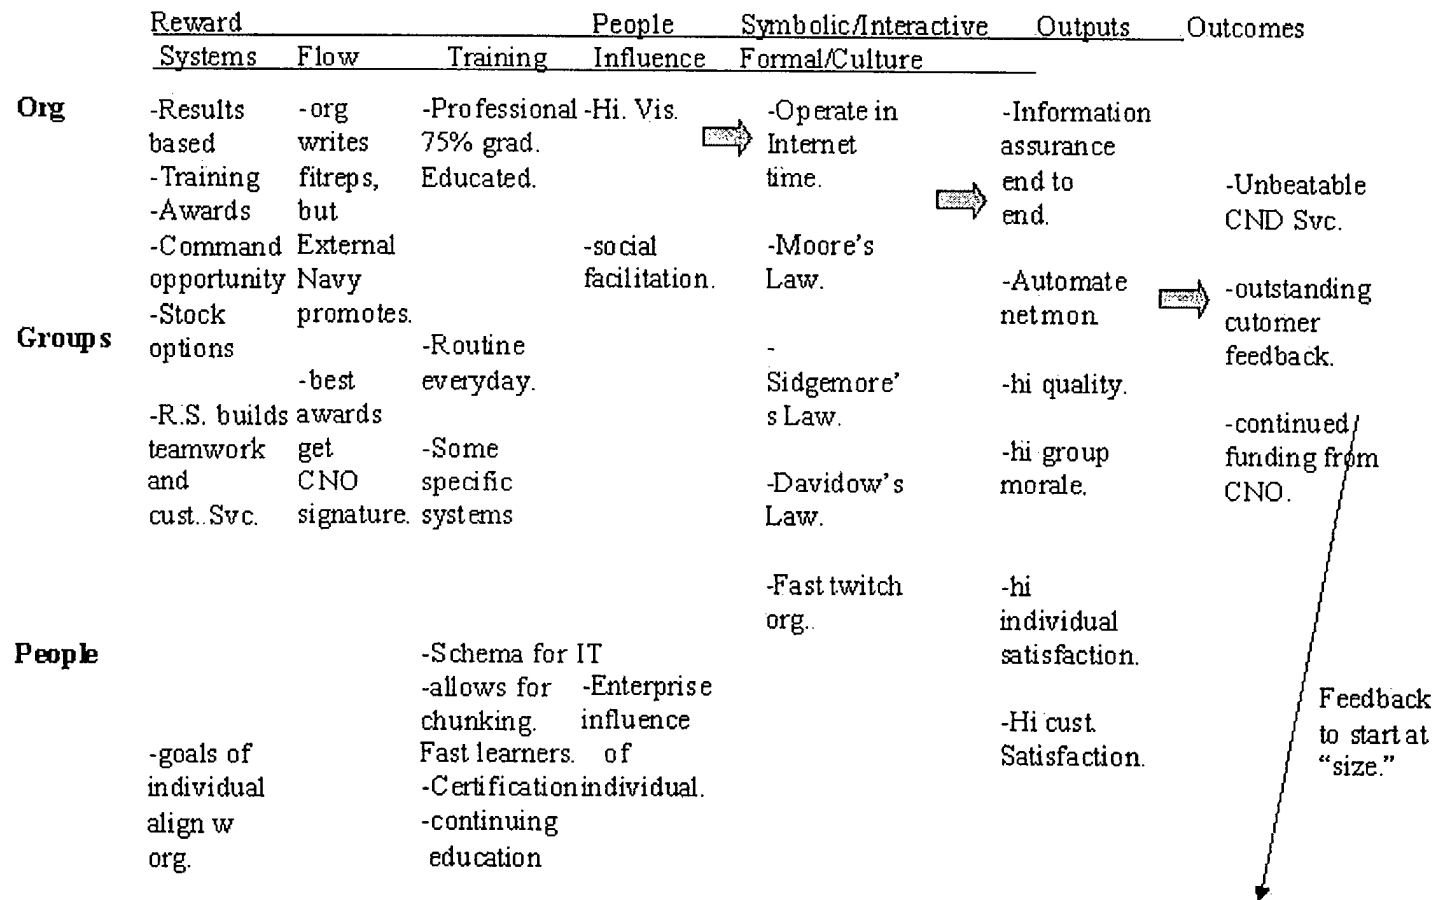 Reward People Symbolic/Interactive Outputs Outcomes
Systems Flow Training Influence Formal/Culture
Org
-Results
based
-Training
-Awards
-Command
opportunity
-Stock
options
-org
writes
fitreps,
but
External
Navy
promotes.
-Professional
75% grad.
Educated.
-Hi. Vis.
-social
facilitation.
-Operate in
Internet
time.
-Moore's
Law.
-Information
assurance
end to
end.
-Automate
netmon
-Unbeatable
CND Svc.
-outstanding
cutomer
feedback.
Groups
-R.S. builds
teamwork
and
cust. Svc.
-best
awards
get
CNO
signature.
-Routine
everyday.
-Some
specific
systems
-
Sidgemore'
s Law.
-Davidow's
Law.
-Fast twitch
org.
-hi quality.
-hi group
morale.
-hi
individual
satisfaction.
-continued
funding from
CNO.
People
-goals of
individual
align w
org.
-Schema for IT
-allows for
chunking.
Fast learners.
-Certification
-continuing
education
-Enterprise
influence
of
individual.
-Hi cust.
Satisfaction.
Feedback
to start at
“size.”